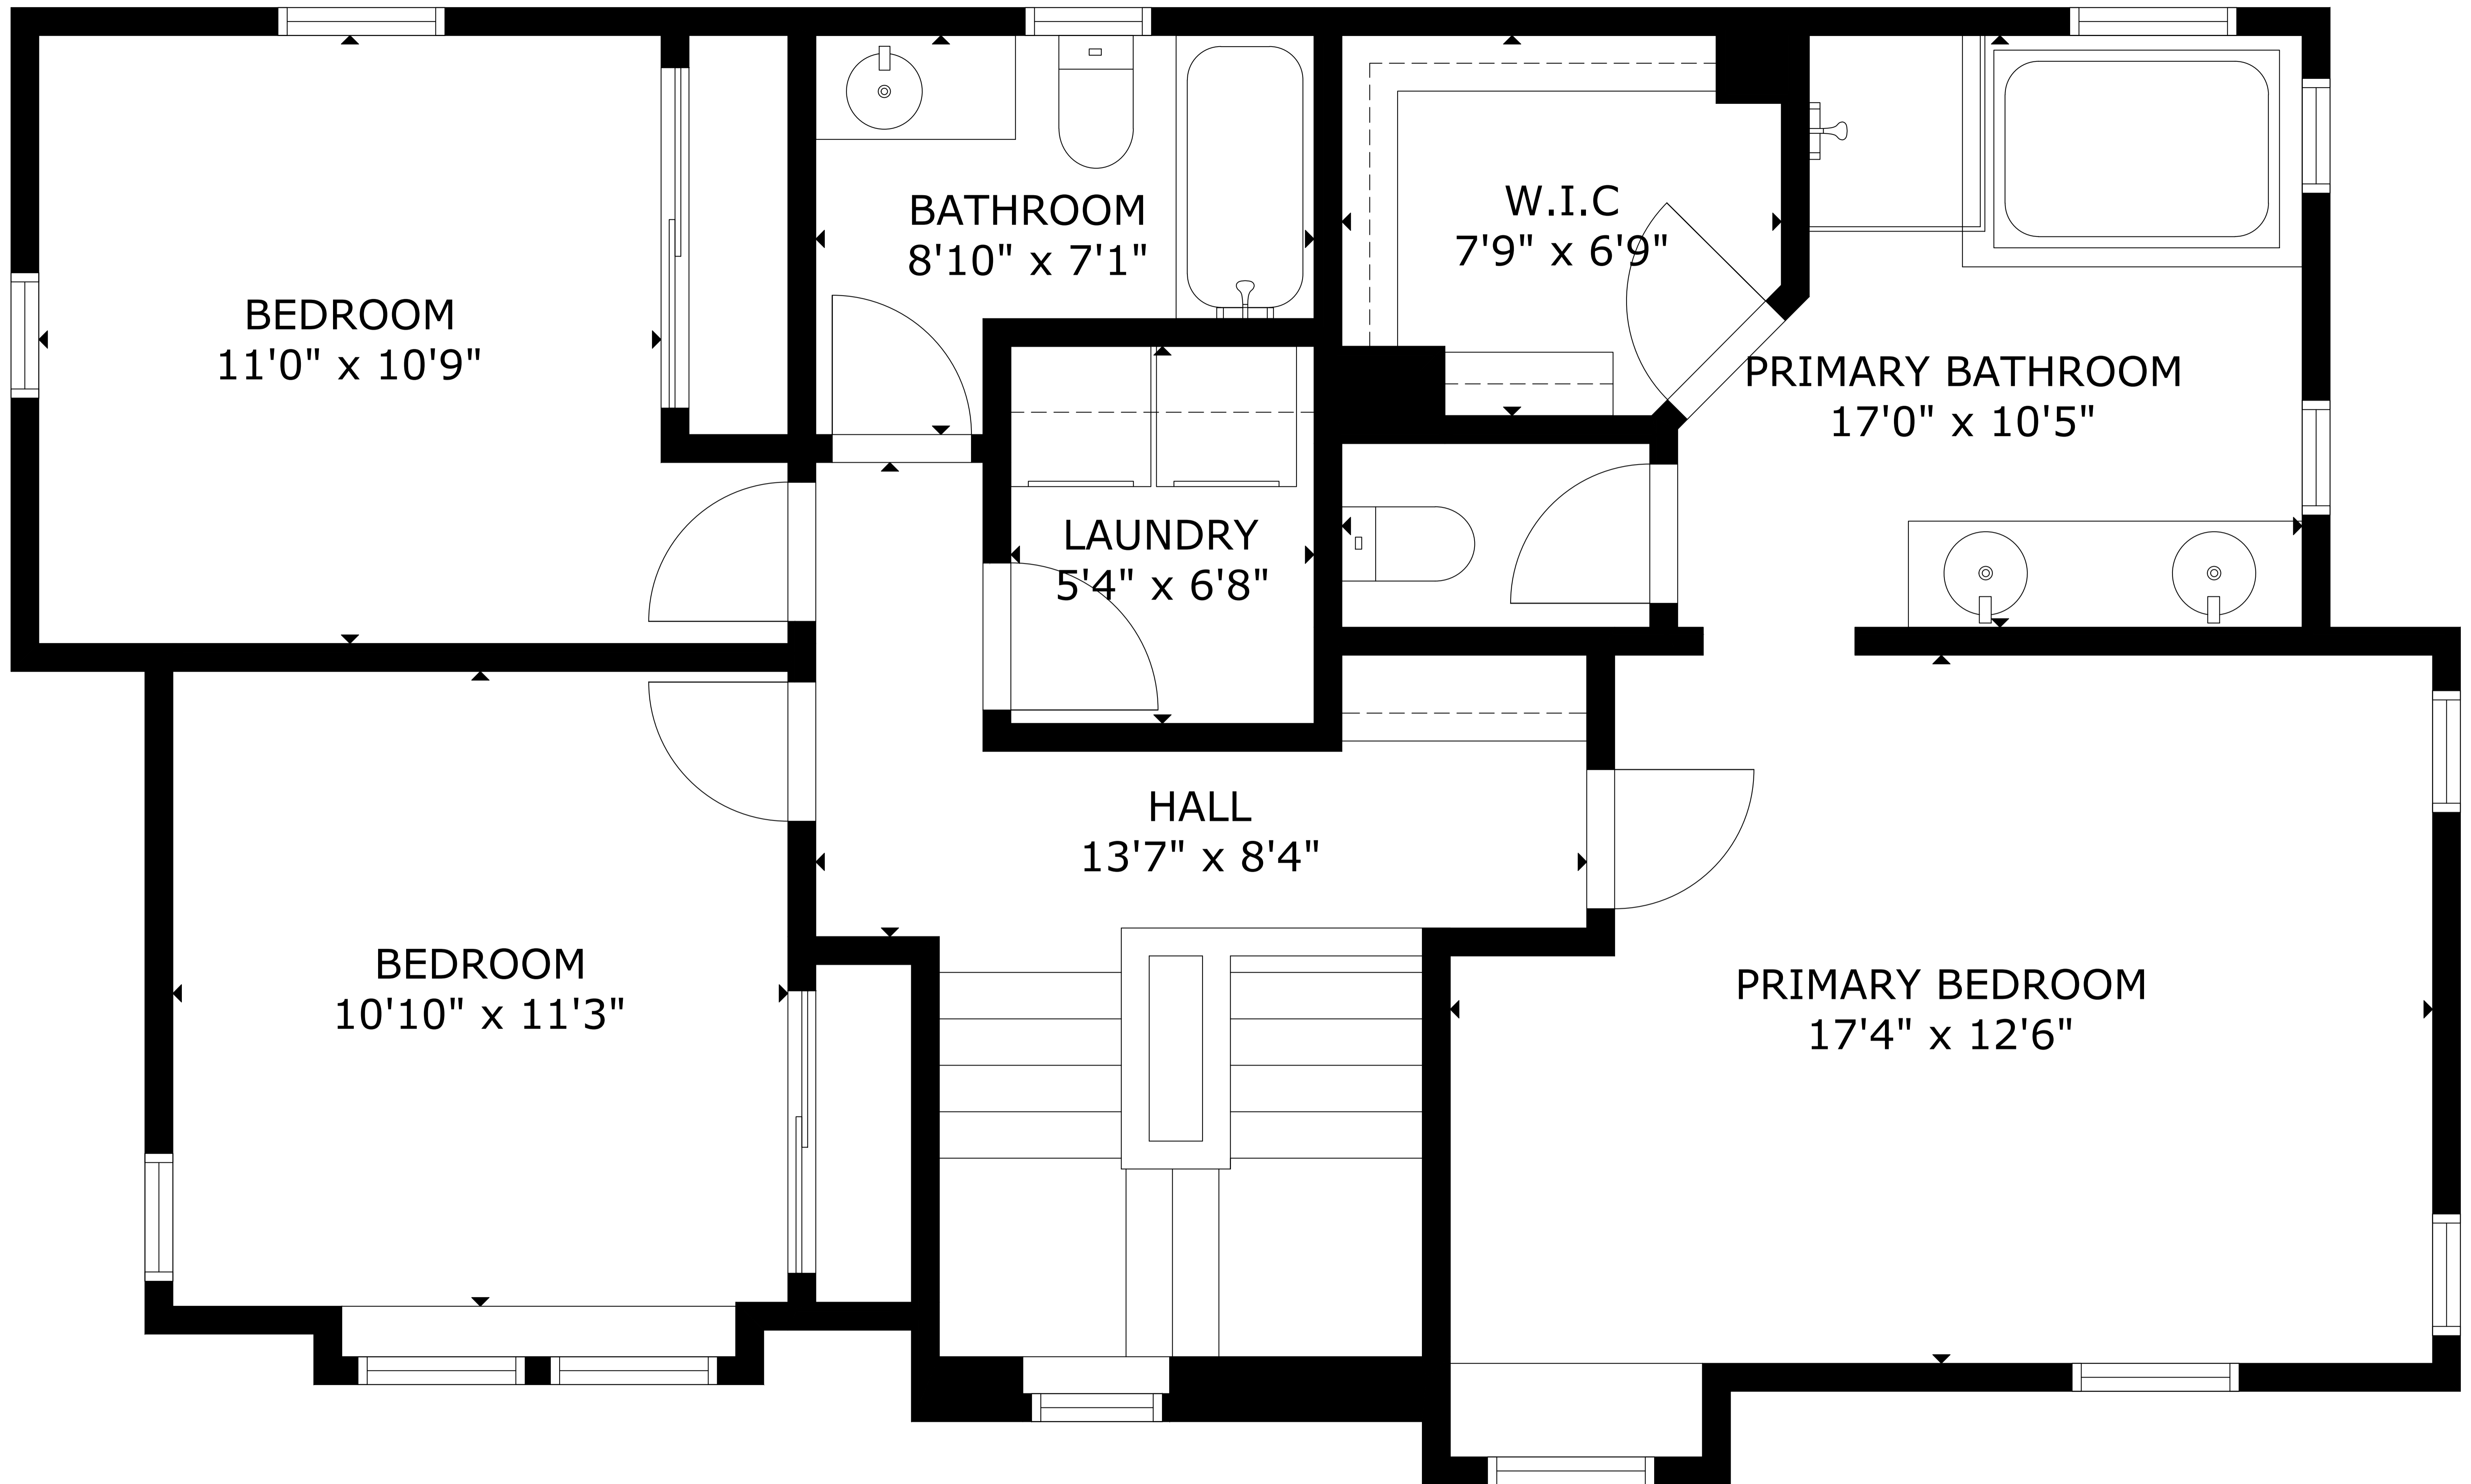 BATHROOM
8'10" x 7'1"
W.I.C
7'9" x 6'9"
BEDROOM
11'0" x 10'9"
PRIMARY BATHROOM
17'0" x 10'5"
LAUNDRY
5'4" x 6'8"
HALL
13'7" x 8'4"
BEDROOM
10'10" x 11'3"
PRIMARY BEDROOM
17'4" x 12'6"